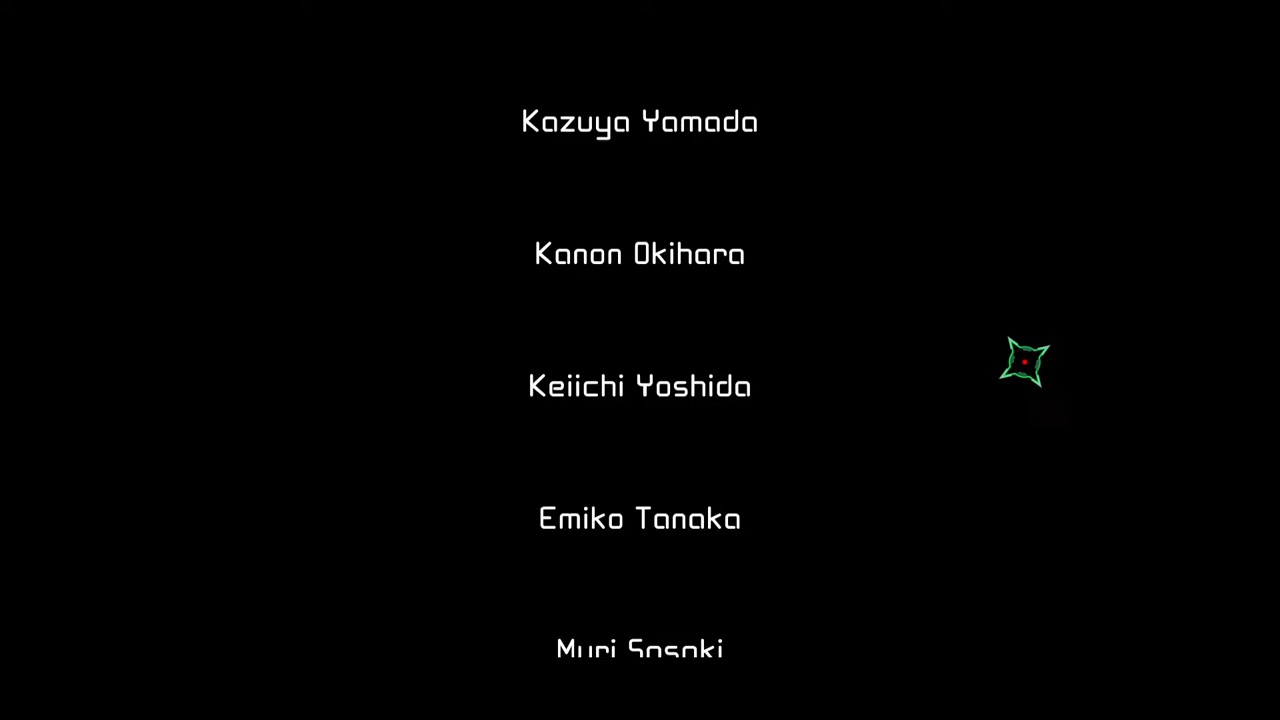 Kazuya Yamada
Kanon Okihara
Keiichi Yoshida
Emiko Tanaka